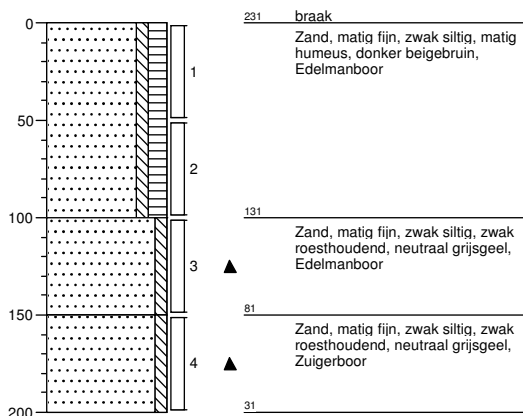 0
231 braak
Zand, matig fijn, zwak siltig, matig
humeus, donker beigebruin,
Edelmanboor
1
50
2
100
131
Zand, matig fijn, zwak siltig, zwak
roesthoudend, neutraal grijsgeel,
Edelmanboor
3
150
81
Zand, matig fijn, zwak siltig, zwak
roesthoudend, neutraal grijsgeel,
Zuigerboor
4
200
31